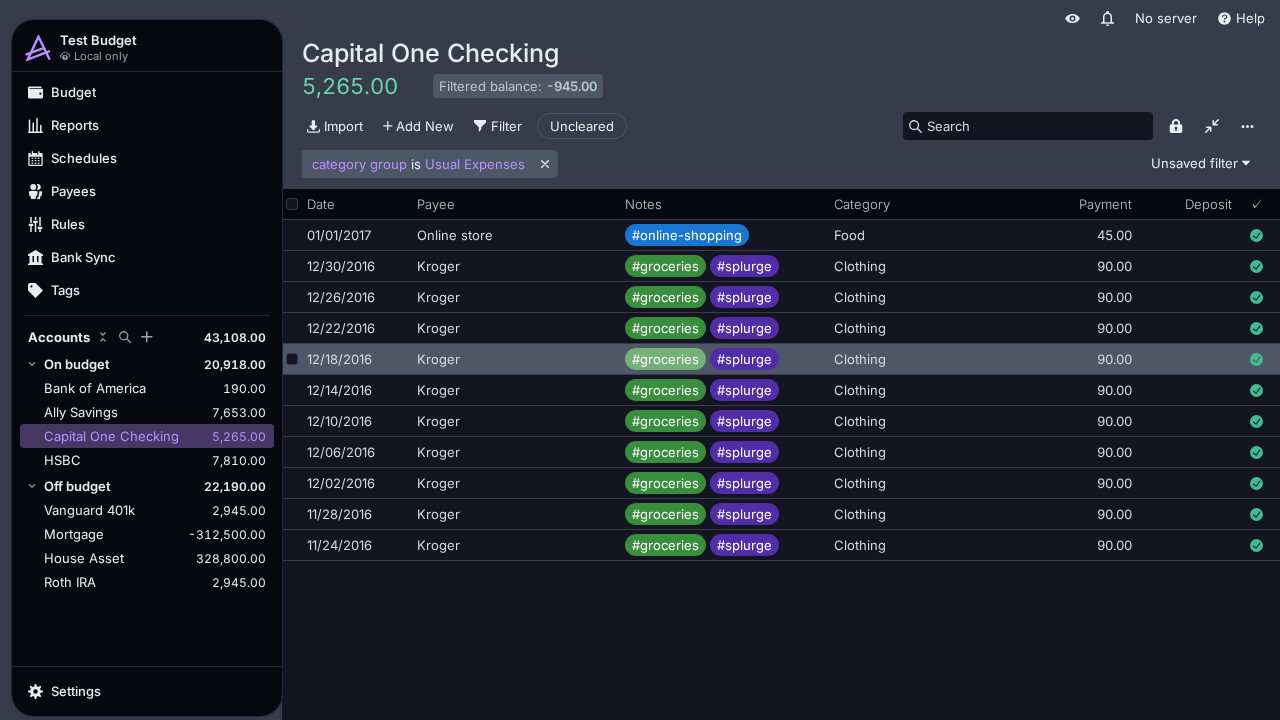 Test Budget
Local only
Budget
Reports
Schedules
Payees
Rules
Bank Sync
Tags
Accounts 43,108.00
On budget 20,918.00
Bank of America 190.00
Ally Savings 7,653.00
Capital One Checking 5,265.00
HSBC 7,810.00
Off budget 22,190.00
Vanguard 401k 2,945.00
Mortgage -312,500.00
House Asset 328,800.00
Roth IRA 2,945.00
Settings
No server Help
Capital One Checking
5,265.00 Filtered balance: -945.00
Import Add New Filter Uncleared Search
category group is Usual Expenses Unsaved filter
Date Payee Notes Category Payment Deposit ✓
01/01/2017 Online store #online-shopping Food 45.00
12/30/2016 Kroger #groceries #splurge Clothing 90.00
12/26/2016 Kroger #groceries #splurge Clothing 90.00
12/22/2016 Kroger #groceries #splurge Clothing 90.00
12/18/2016 Kroger #groceries #splurge Clothing 90.00
12/14/2016 Kroger #groceries #splurge Clothing 90.00
12/10/2016 Kroger #groceries #splurge Clothing 90.00
12/06/2016 Kroger #groceries #splurge Clothing 90.00
12/02/2016 Kroger #groceries #splurge Clothing 90.00
11/28/2016 Kroger #groceries #splurge Clothing 90.00
11/24/2016 Kroger #groceries #splurge Clothing 90.00